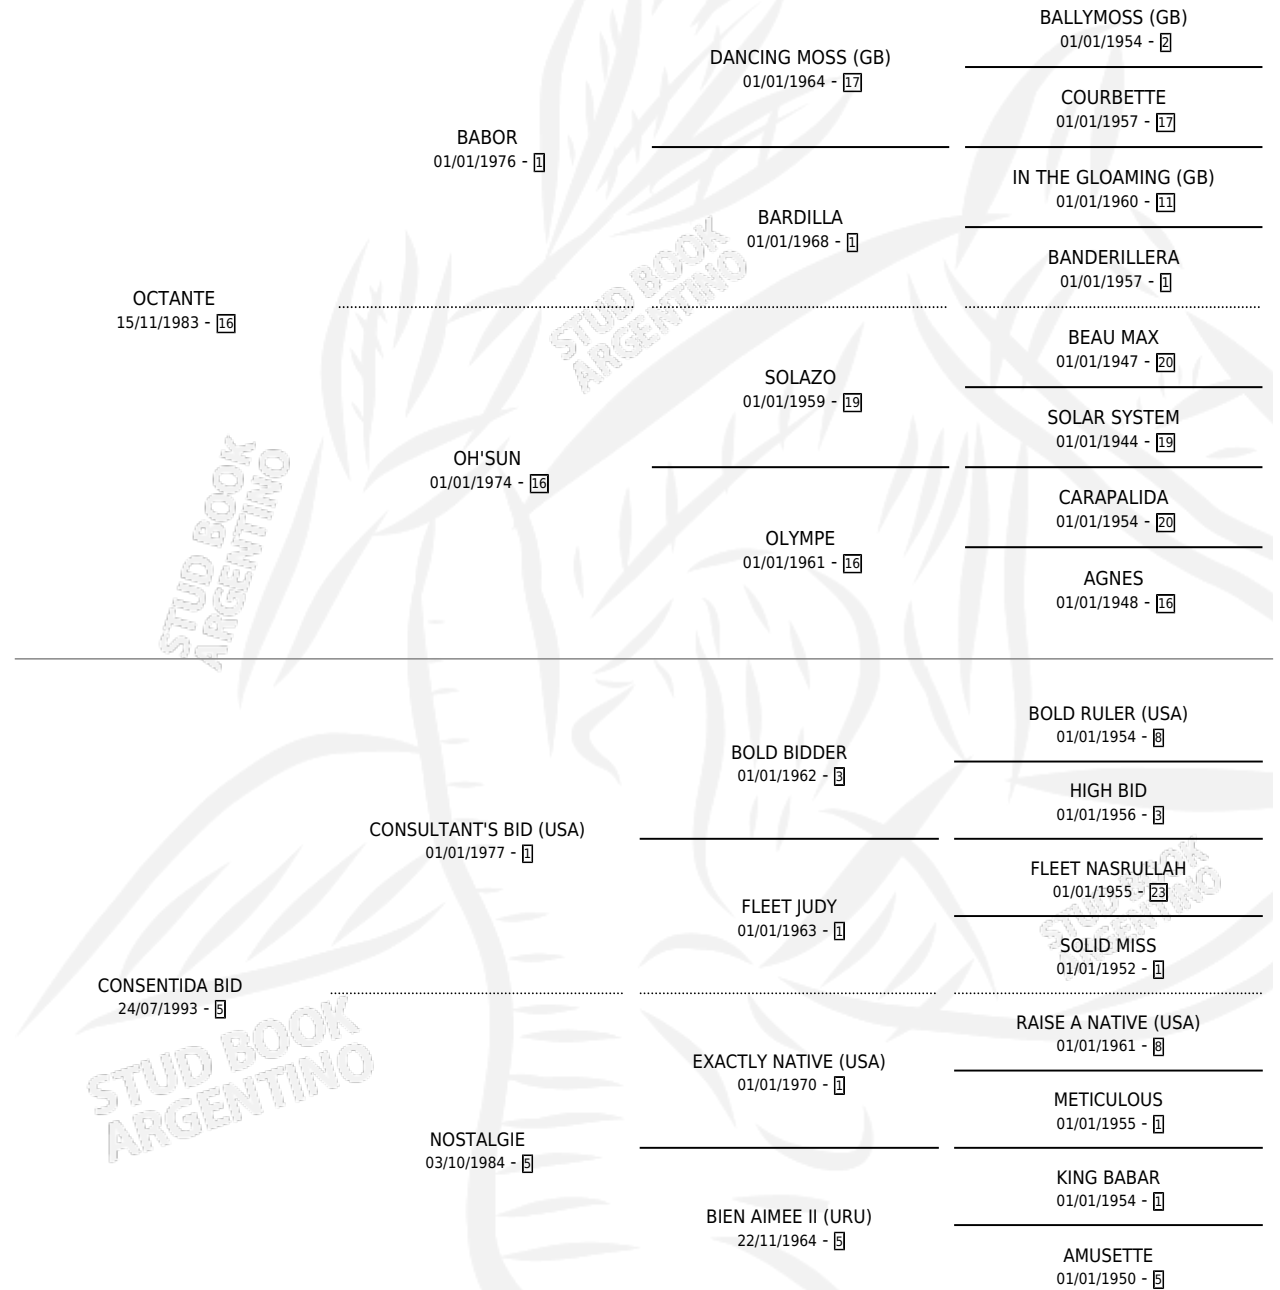 BALLYMOSS (GB)
01/01/1954 - 2
DANCING MOSS (GB)
01/01/1964 - 17
COURBETTE
01/01/1957 - 17
BABOR
01/01/1976 - 1
IN THE GLOAMING (GB)
01/01/1960 - 11
BARDILLA
01/01/1968 - 1
BANDERILLERA
01/01/1957 - 1
OCTANTE
15/11/1983 - 16
BEAU MAX
01/01/1947 - 20
SOLAZO
01/01/1959 - 19
SOLAR SYSTEM
01/01/1944 - 19
OH'SUN
01/01/1974 - 16
CARAPALIDA
01/01/1954 - 20
OLYMPE
01/01/1961 - 16
AGNES
01/01/1948 - 16
BOLD RULER (USA)
01/01/1954 - 8
BOLD BIDDER
01/01/1962 - 3
HIGH BID
01/01/1956 - 3
CONSULTANT'S BID (USA)
01/01/1977 - 1
FLEET NASRULLAH
01/01/1955 - 23
FLEET JUDY
01/01/1963 - 1
SOLID MISS
01/01/1952 - 1
CONSENTIDA BID
24/07/1993 - 5
RAISE A NATIVE (USA)
01/01/1961 - 8
EXACTLY NATIVE (USA)
01/01/1970 - 1
METICULOUS
01/01/1955 - 1
NOSTALGIE
03/10/1984 - 5
KING BABAR
01/01/1954 - 1
BIEN AIMEE II (URU)
22/11/1964 - 5
AMUSETTE
01/01/1950 - 5
STUD BOOK
ARGENTINO
STUD BOOK
ARGENTINO
STUD BOOK
ARGENTINO
STUD BOOK
ARGENTINO